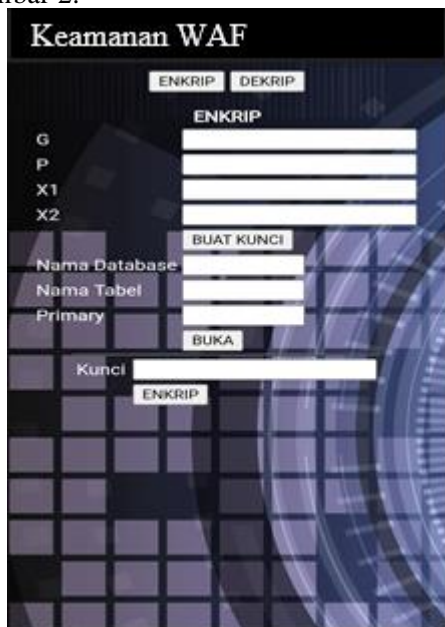 Keamanan WAF
ENKRIP DEKRIP
ENKRIP
G
P
X1
X2
BUAT KUNCI
Nama Database
Nama Tabel
Primary
BUKA
Kunci
ENKRIP